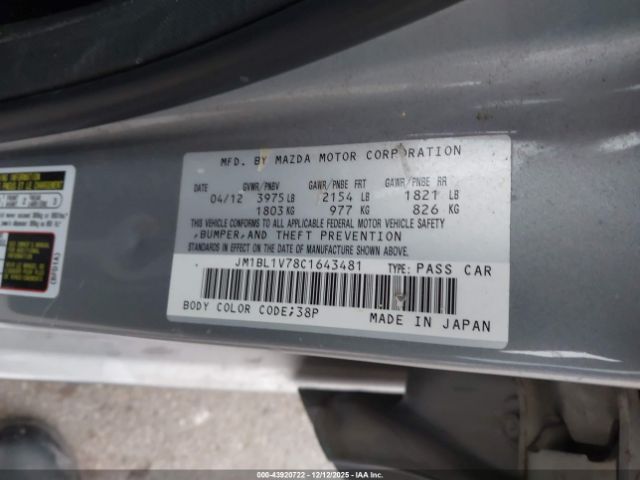 MFD. BY MAZDA MOTOR CORPORATION
DATE GVWR/PNBV GAWR/PNBE FRT GAWR/PNBE RR
04/12 3975 LB 2154 LB 1821 LB
1803 KG 977 KG 826 KG
THIS VEHICLE CONFORMS TO ALL APPLICABLE FEDERAL MOTOR VEHICLE SAFETY
,BUMPER,AND THEFT PREVENTION
STANDARDS IN EFFECT ON THE DATE OF MANUFACTURE SHOWN ABOVE.
JM1BL1V78C1643481 TYPE: PASS CAR
BODY COLOR CODE;38P MADE IN JAPAN
(BPD1A)
000-43920722 - 12/12/2025 - IAAI.COM